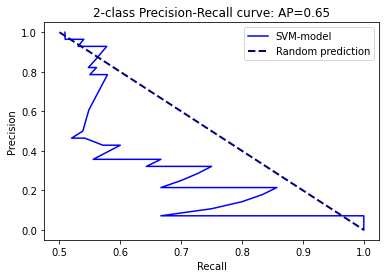 2-class Precision-Recall curve: AP=0.65
SVM-model
Random prediction
Precision
1.0
0.8
0.6
0.4
0.2
0.0
0.5 0.6 0.7 0.8 0.9 1.0
Recall